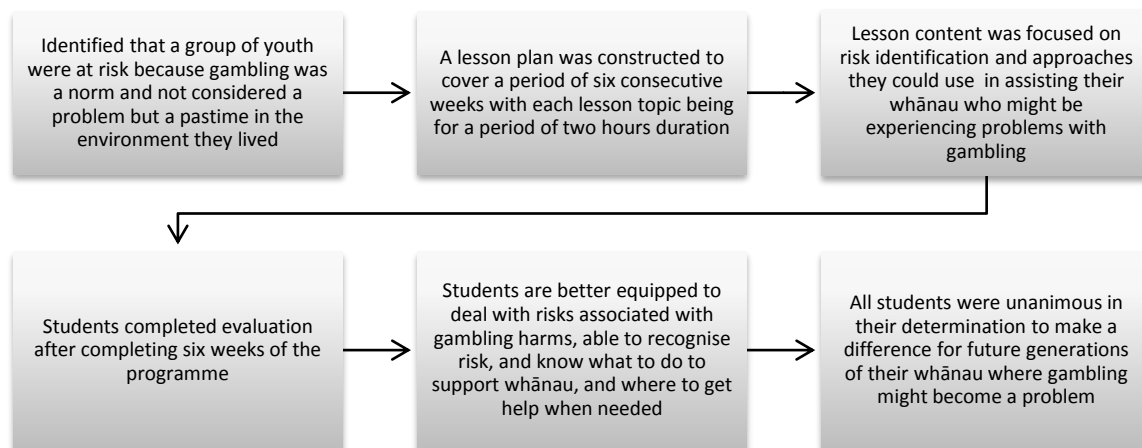 Identified that a group of youth
were at risk because gambling was
a norm and not considered a
problem but a pastime in the
environment they lived
A lesson plan was constructed to
cover a period of six consecutive
weeks with each lesson topic being
for a period of two hours duration
Lesson content was focused on
risk identification and approaches
they could use in assisting their
whānau who might be
experiencing problems with
gambling
Students completed evaluation
after completing six weeks of the
programme
Students are better equipped to
deal with risks associated with
gambling harms, able to recognise
risk, and know what to do to
support whānau, and where to get
help when needed
All students were unanimous in
their determination to make a
difference for future generations
of their whānau where gambling
might become a problem